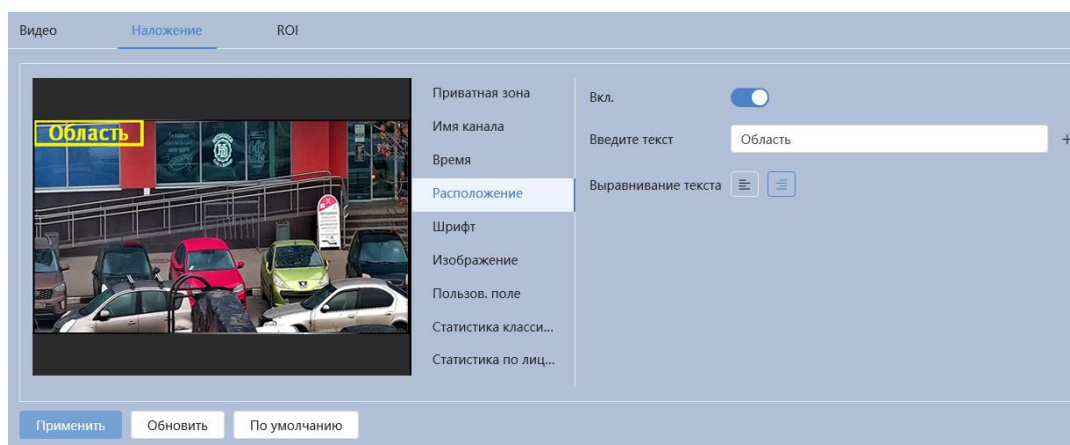 Видео Наложение ROI
Область
Приватная зона
Имя канала
Время
Расположение
Шрифт
Изображение
Пользов. поле
Статистика класси...
Статистика по лиц...
Вкл.
Введите текст Область +
Выравнивание текста
Применить Обновить По умолчанию